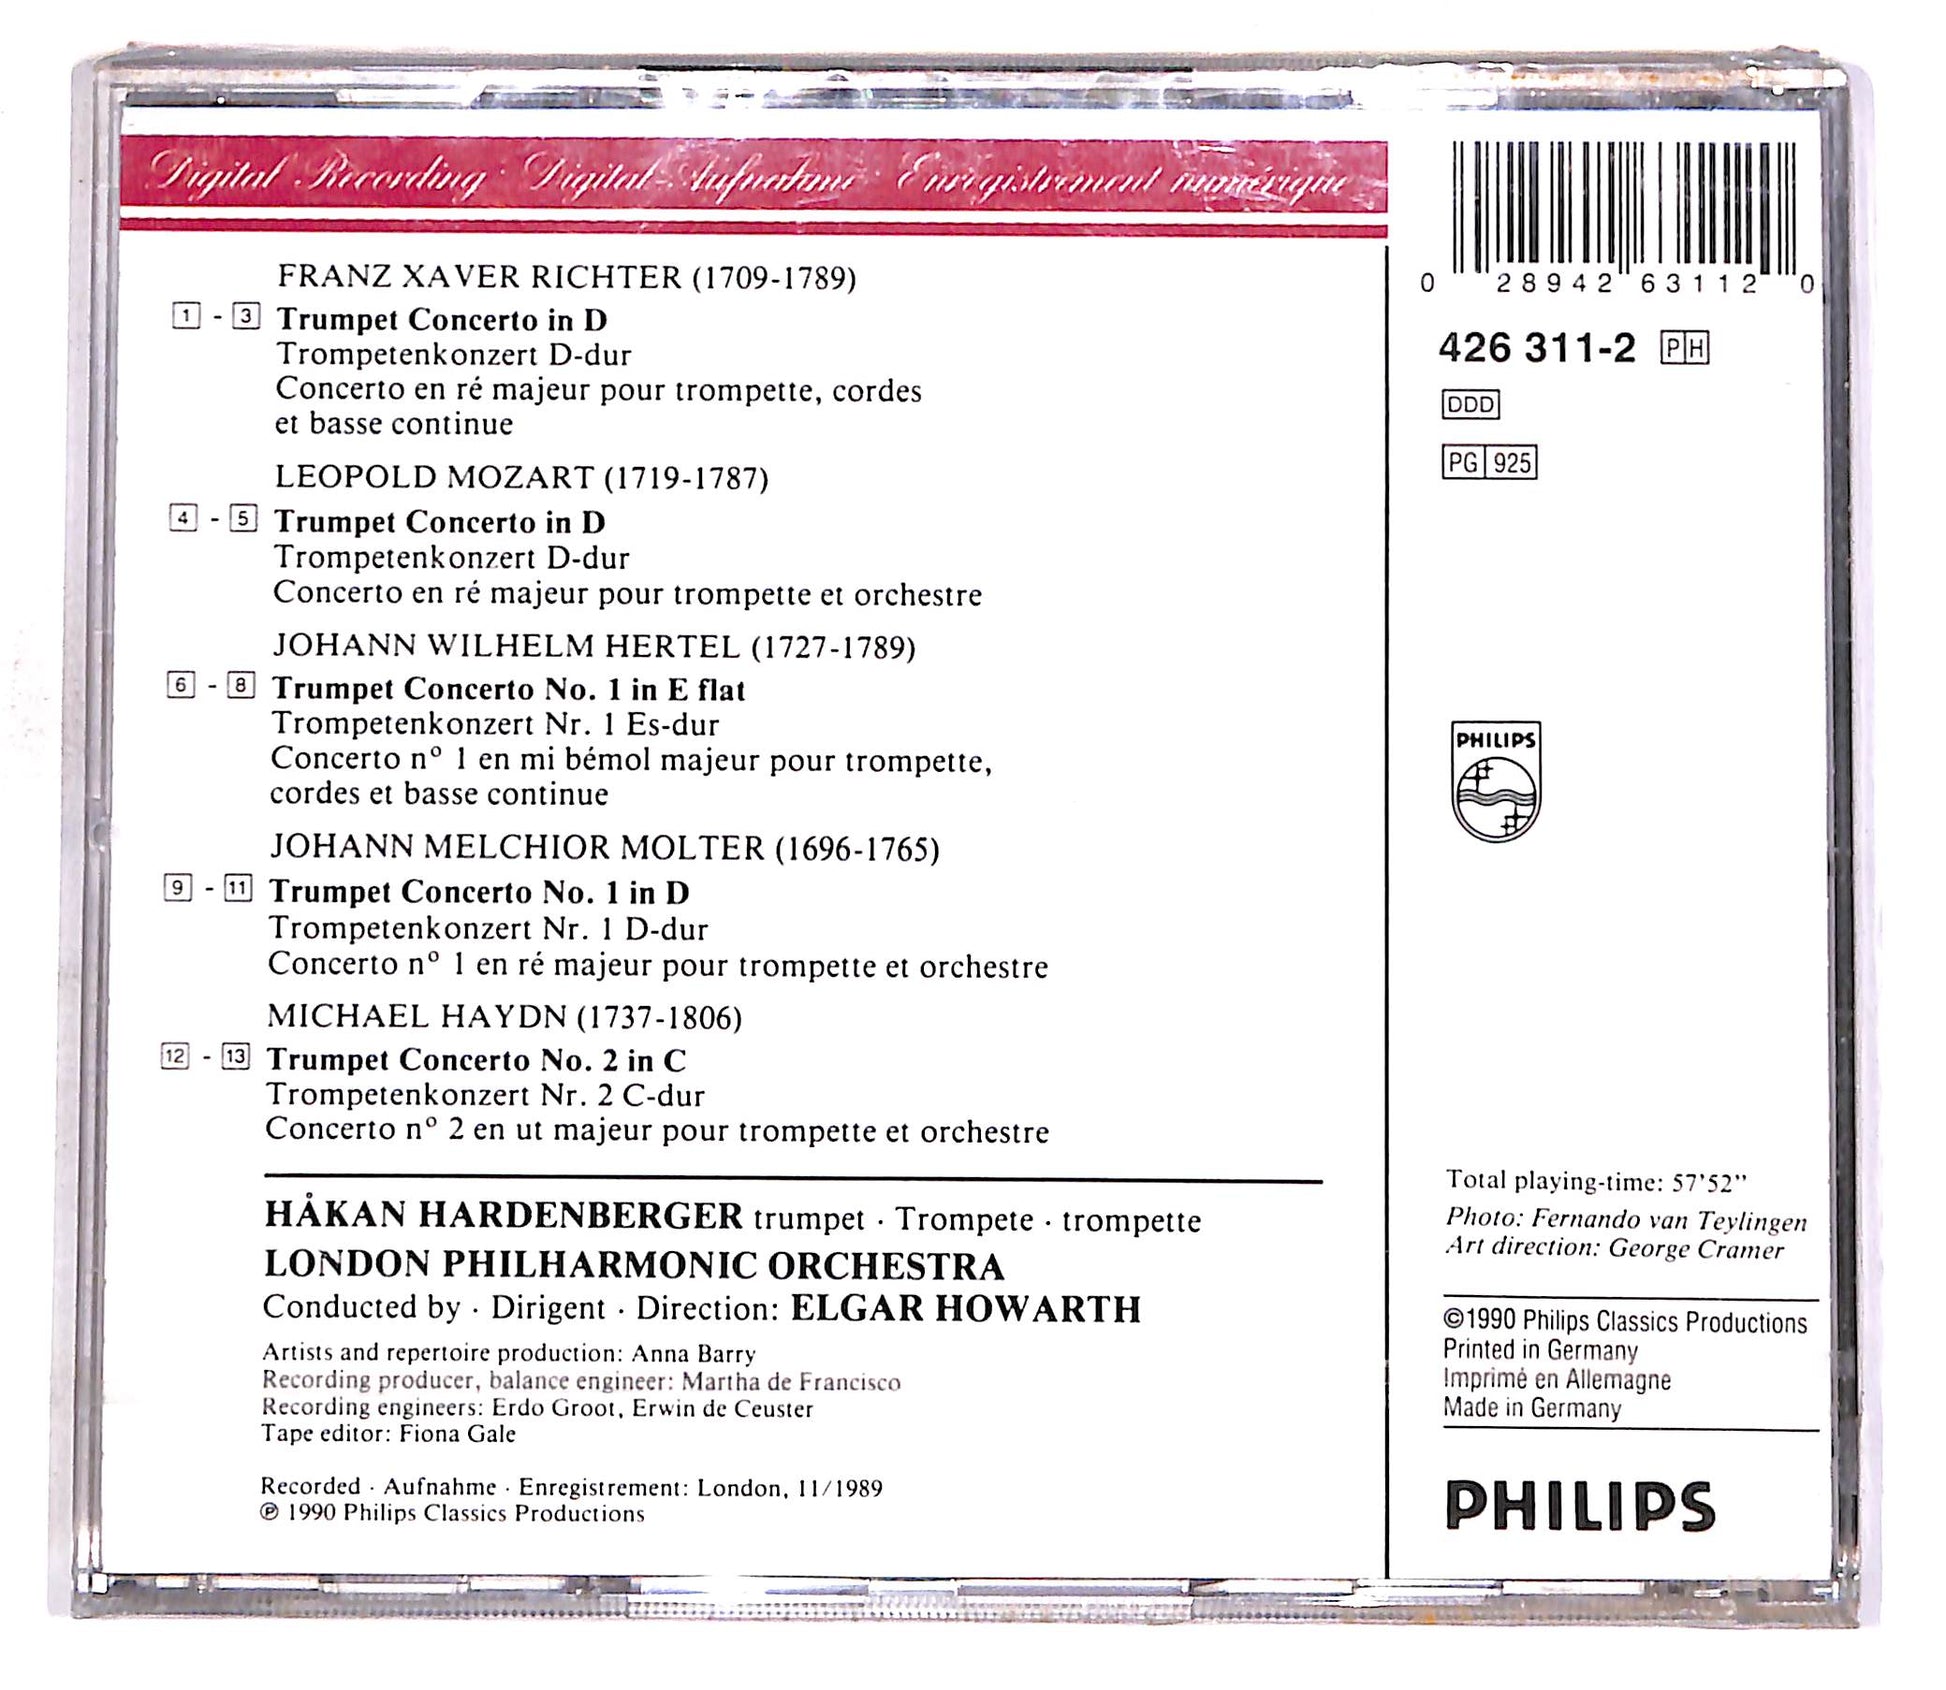 Digital Recording · Digital-Aufnahme · Enregistrement numérique
FRANZ XAVER RICHTER (1709-1789)
1 - 3 Trumpet Concerto in D
Trompetenkonzert D-dur
Concerto en ré majeur pour trompette, cordes
et basse continue
LEOPOLD MOZART (1719-1787)
4 - 5 Trumpet Concerto in D
Trompetenkonzert D-dur
Concerto en ré majeur pour trompette et orchestre
JOHANN WILHELM HERTEL (1727-1789)
6 - 8 Trumpet Concerto No. 1 in E flat
Trompetenkonzert Nr. 1 Es-dur
Concerto nº 1 en mi bémol majeur pour trompette,
cordes et basse continue
JOHANN MELCHIOR MOLTER (1696-1765)
9 - 11 Trumpet Concerto No. 1 in D
Trompetenkonzert Nr. 1 D-dur
Concerto nº 1 en ré majeur pour trompette et orchestre
MICHAEL HAYDN (1737-1806)
12 - 13 Trumpet Concerto No. 2 in C
Trompetenkonzert Nr. 2 C-dur
Concerto nº 2 en ut majeur pour trompette et orchestre
HÅKAN HARDENBERGER trumpet · Trompete · trompette
LONDON PHILHARMONIC ORCHESTRA
Conducted by · Dirigent · Direction: ELGAR HOWARTH
Artists and repertoire production: Anna Barry
Recording producer, balance engineer: Martha de Francisco
Recording engineers: Erdo Groot, Erwin de Ceuster
Tape editor: Fiona Gale
Recorded · Aufnahme · Enregistrement: London, 11/1989
℗ 1990 Philips Classics Productions
0 28942 63112 0
426 311-2 PH
DDD
PG 925
PHILIPS
Total playing-time: 57'52"
Photo: Fernando van Teylingen
Art direction: George Cramer
©1990 Philips Classics Productions
Printed in Germany
Imprimé en Allemagne
Made in Germany
PHILIPS